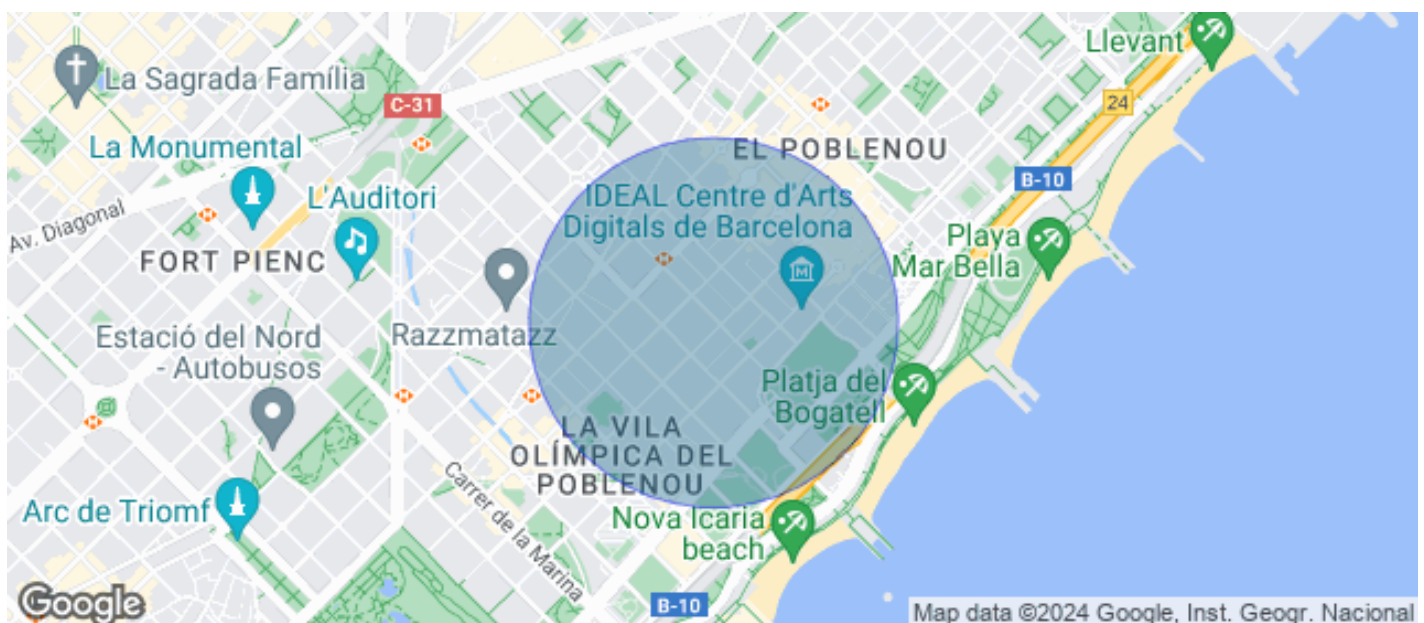 Llevant
La Sagrada Família
C-31
24
La Monumental
EL POBLENOU
B-10
L'Auditori
IDEAL Centre d'Arts
Digitals de Barcelona
Av. Diagonal
Playa
Mar Bella
FORT PIENC
Razzmatazz
Estació del Nord
- Autobusos
Platja del
Bogatell
LA VILA
OLÍMPICA DEL
POBLENOU
Carrer de la Marina
Arc de Triomf
Nova Icaria
beach
B-10
Google
Map data ©2024 Google, Inst. Geogr. Nacional